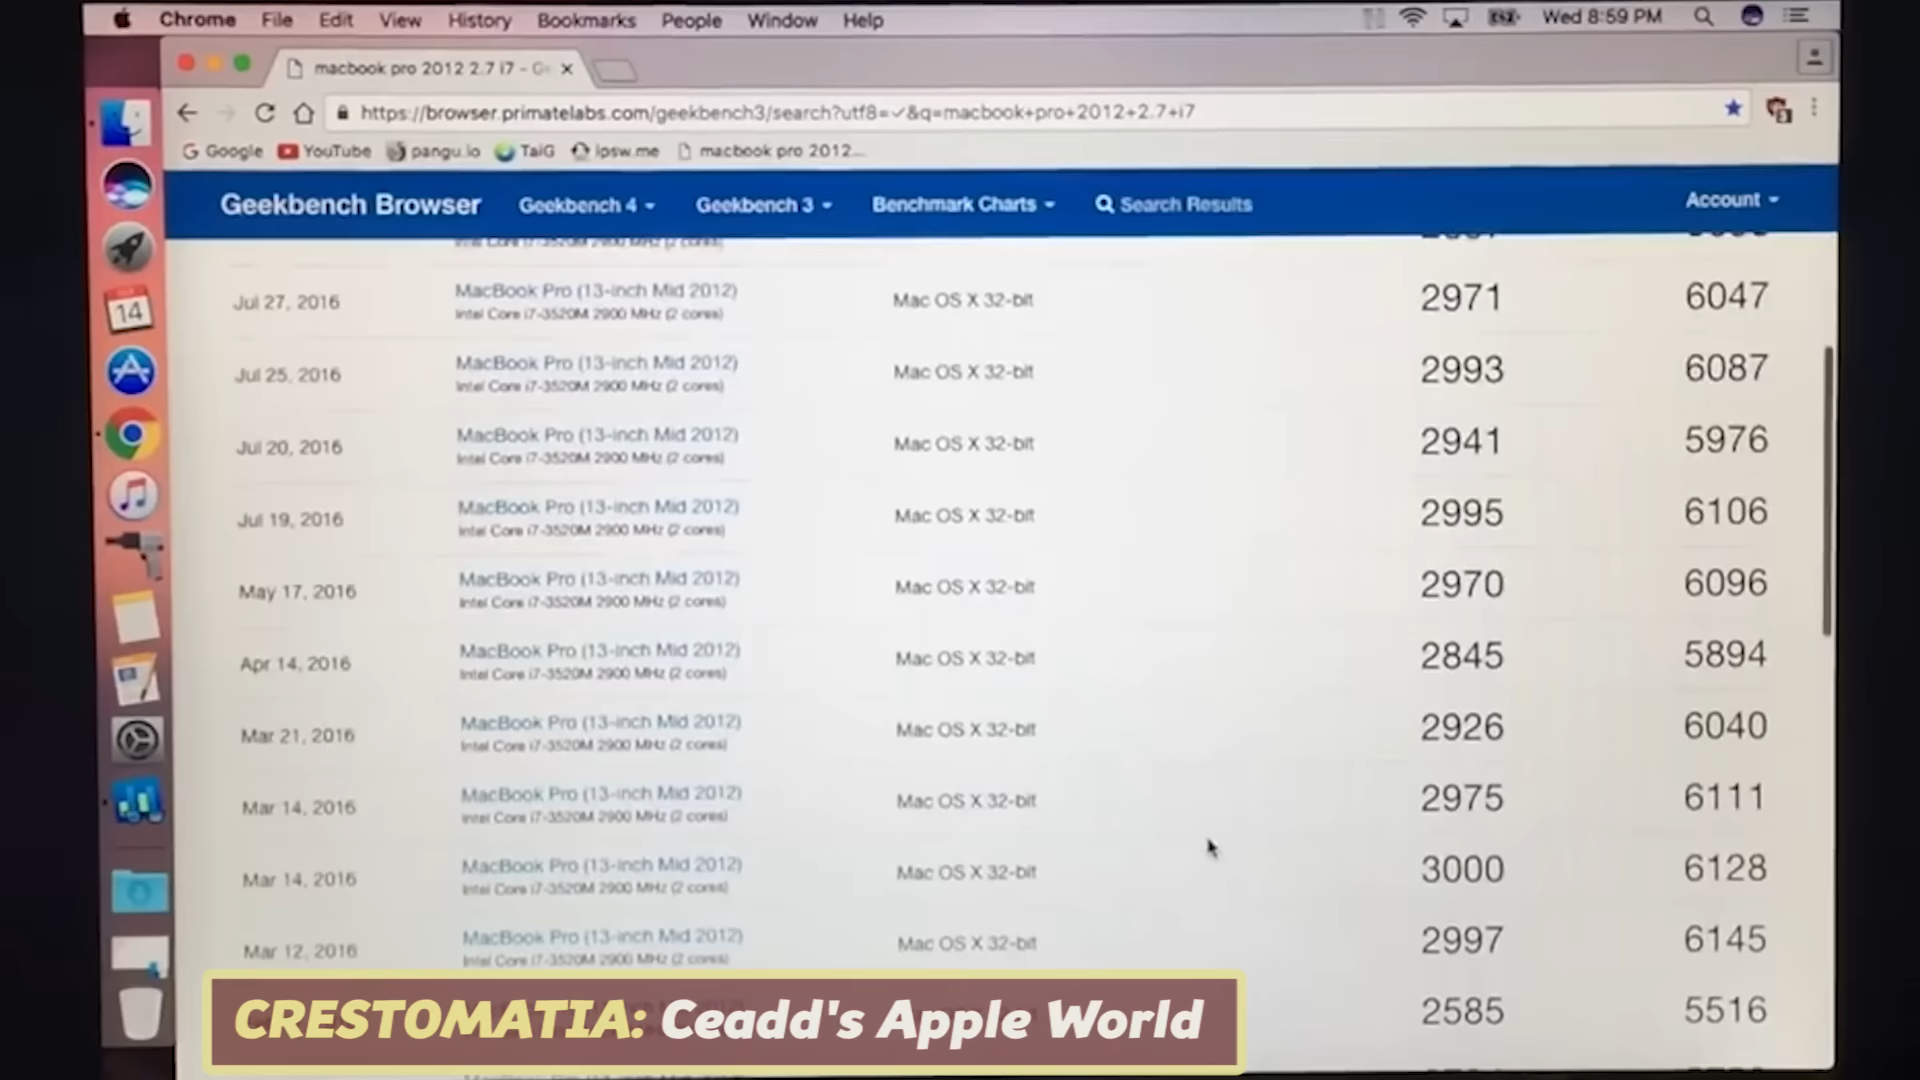 Chrome File Edit View History Bookmarks People Window Help Wed 8:59 PM
macbook pro 2012 2.7 i7 - G
https://browser.primatelabs.com/geekbench3/search?utf8=✓&q=macbook+pro+2012+2.7+i7
Google YouTube pangu.io TaiG ipsw.me macbook pro 2012...
Geekbench Browser Geekbench 4 Geekbench 3 Benchmark Charts Search Results Account
Intel Core i7-3520M 2900 MHz (2 cores)
Jul 27, 2016 MacBook Pro (13-inch Mid 2012) Mac OS X 32-bit 2971 6047
Intel Core i7-3520M 2900 MHz (2 cores)
Jul 25, 2016 MacBook Pro (13-inch Mid 2012) Mac OS X 32-bit 2993 6087
Intel Core i7-3520M 2900 MHz (2 cores)
Jul 20, 2016 MacBook Pro (13-inch Mid 2012) Mac OS X 32-bit 2941 5976
Intel Core i7-3520M 2900 MHz (2 cores)
Jul 19, 2016 MacBook Pro (13-inch Mid 2012) Mac OS X 32-bit 2995 6106
Intel Core i7-3520M 2900 MHz (2 cores)
May 17, 2016 MacBook Pro (13-inch Mid 2012) Mac OS X 32-bit 2970 6096
Intel Core i7-3520M 2900 MHz (2 cores)
Apr 14, 2016 MacBook Pro (13-inch Mid 2012) Mac OS X 32-bit 2845 5894
Intel Core i7-3520M 2900 MHz (2 cores)
Mar 21, 2016 MacBook Pro (13-inch Mid 2012) Mac OS X 32-bit 2926 6040
Intel Core i7-3520M 2900 MHz (2 cores)
Mar 14, 2016 MacBook Pro (13-inch Mid 2012) Mac OS X 32-bit 2975 6111
Intel Core i7-3520M 2900 MHz (2 cores)
Mar 14, 2016 MacBook Pro (13-inch Mid 2012) Mac OS X 32-bit 3000 6128
Intel Core i7-3520M 2900 MHz (2 cores)
Mar 12, 2016 MacBook Pro (13-inch Mid 2012) Mac OS X 32-bit 2997 6145
Intel Core i7-3520M 2900 MHz (2 cores)
2585 5516
14
CRESTOMATIA: Ceadd's Apple World